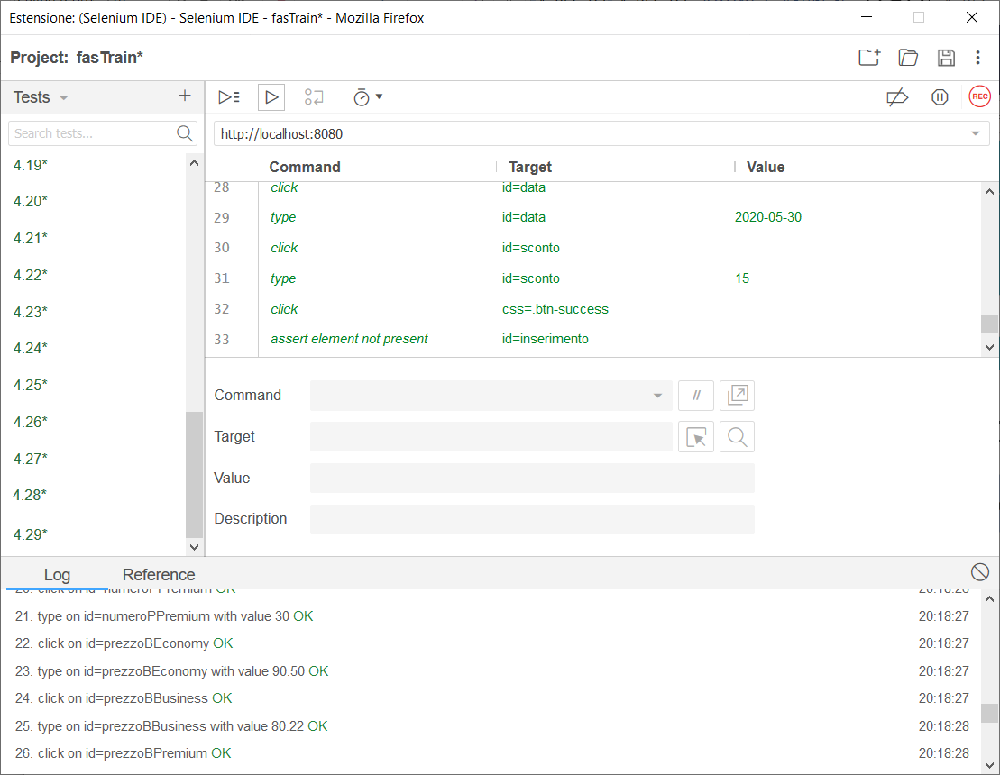 Estensione: (Selenium IDE) - Selenium IDE - fasTrain* - Mozilla Firefox
Project: fasTrain*
Tests
REC
Search tests...
http://localhost:8080
Command Target Value
4.19*
4.20*
4.21*
4.22*
4.23*
4.24*
4.25*
4.26*
4.27*
4.28*
4.29*
28 click id=data
29 type id=data 2020-05-30
30 click id=sconto
31 type id=sconto 15
32 click css=.btn-success
33 assert element not present id=inserimento
Command //
Target
Value
Description
Log Reference
20. click on id=numeroPPremium OK 20:18:26
21. type on id=numeroPPremium with value 30 OK 20:18:27
22. click on id=prezzoBEconomy OK 20:18:27
23. type on id=prezzoBEconomy with value 90.50 OK 20:18:27
24. click on id=prezzoBBusiness OK 20:18:27
25. type on id=prezzoBBusiness with value 80.22 OK 20:18:28
26. click on id=prezzoBPremium OK 20:18:28